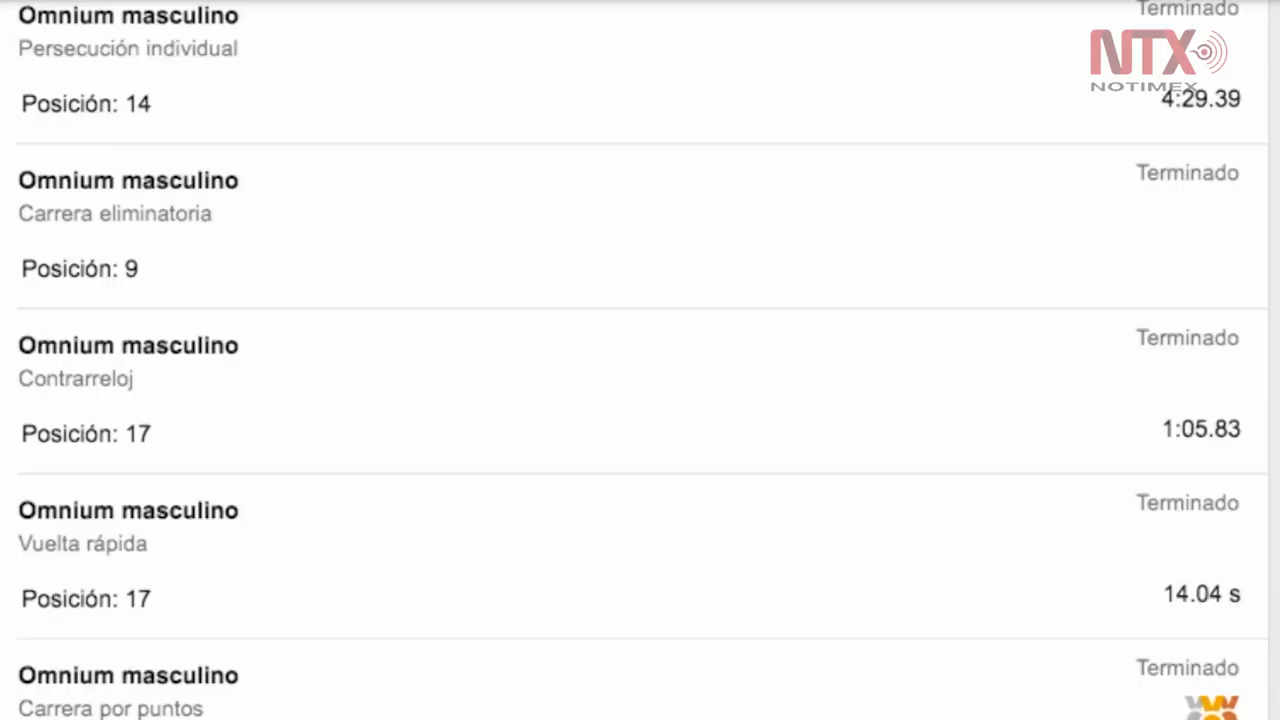 Omnium masculino
Terminado
Persecución individual
NTX
NOTIMEX
Posición: 14
4:29.39
Omnium masculino
Terminado
Carrera eliminatoria
Posición: 9
Omnium masculino
Terminado
Contrarreloj
Posición: 17
1:05.83
Omnium masculino
Terminado
Vuelta rápida
Posición: 17
14.04 s
Omnium masculino
Terminado
Carrera por puntos